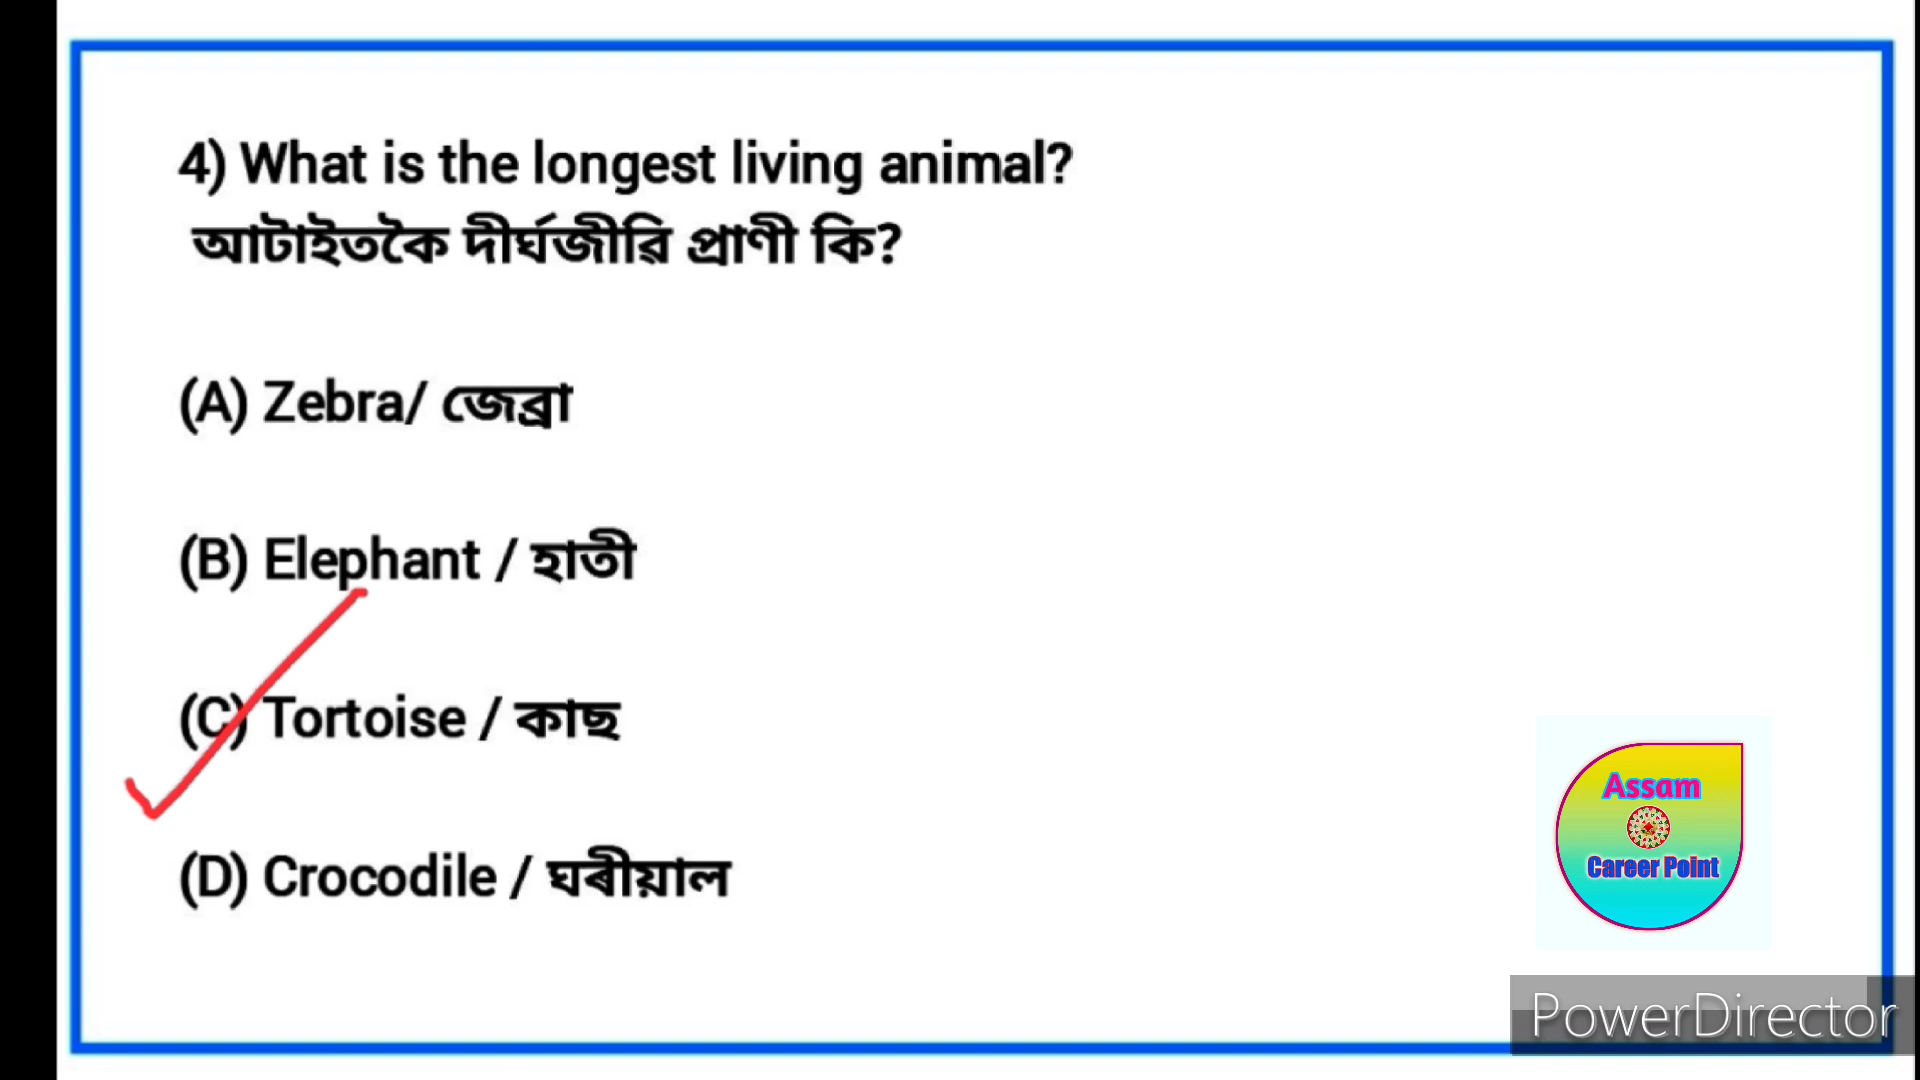 4) What is the longest living animal?
আটাইতকৈ দীৰ্ঘজীৱি প্ৰাণী কি?
(A) Zebra/ জেব্ৰা
(B) Elephant / হাতী
(C) Tortoise / কাছ
(D) Crocodile / ঘৰীয়াল
Assam
Career Point
PowerDirector